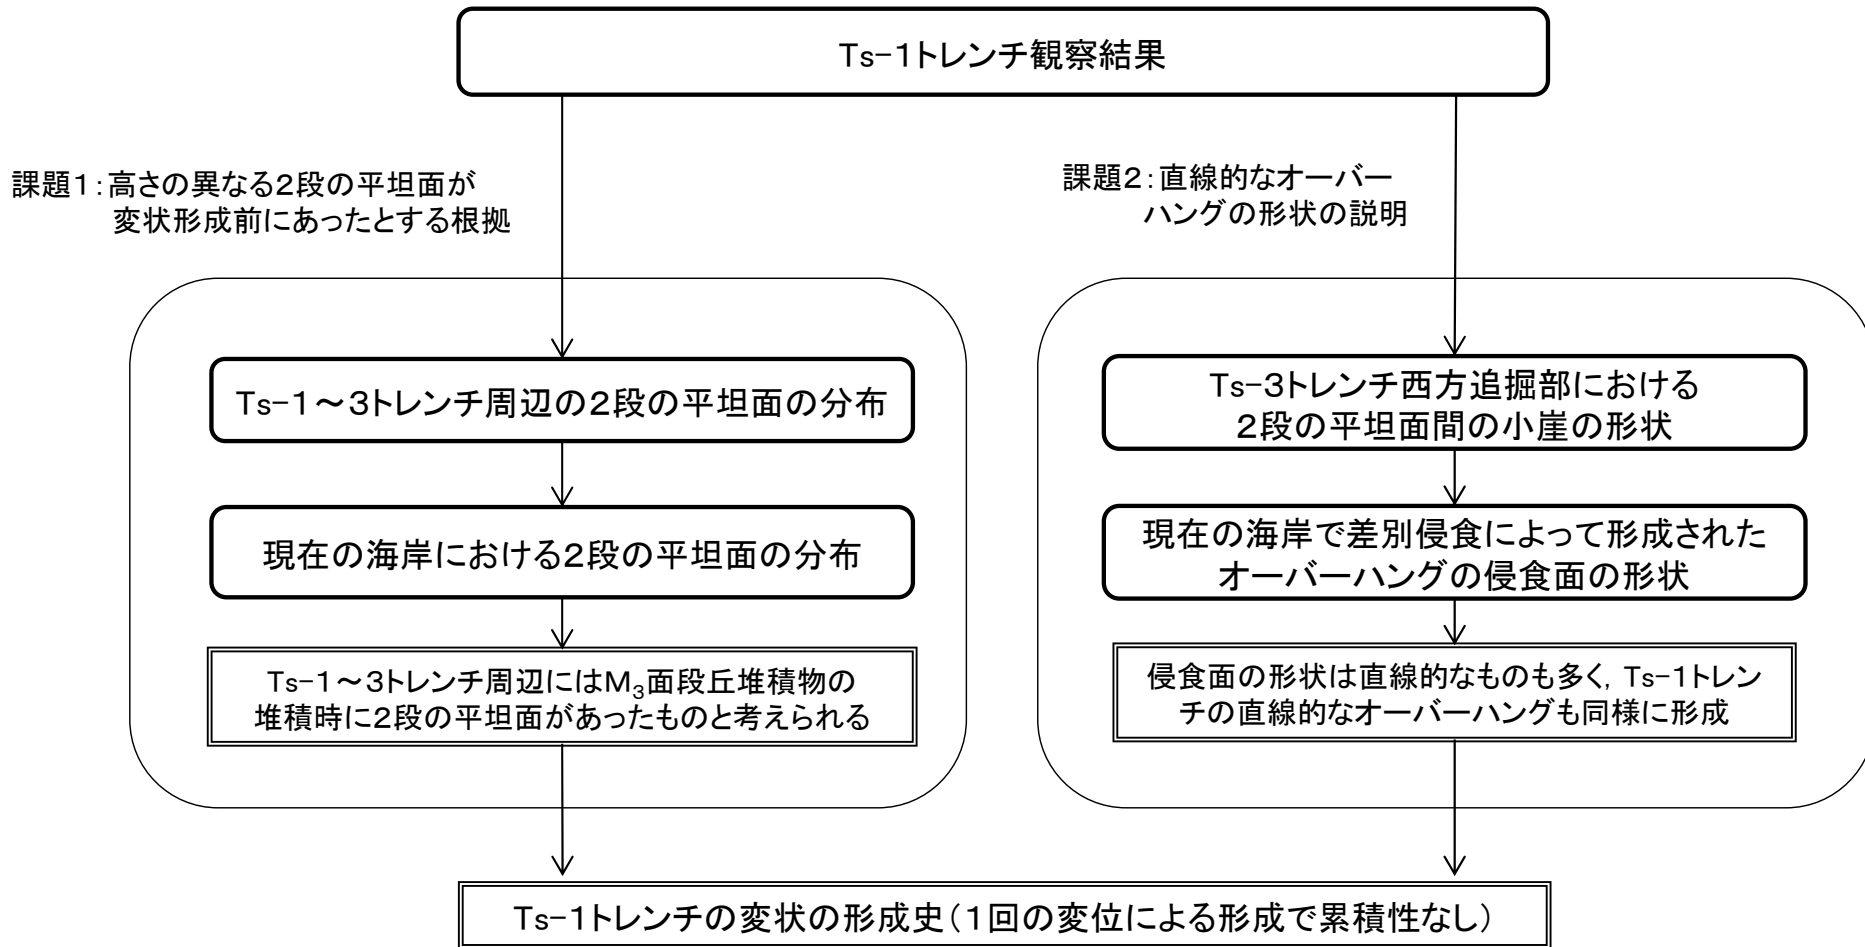 Ts-1トレンチ観察結果
課題1:高さの異なる2段の平坦面が
変状形成前にあったとする根拠
課題2:直線的なオーバー
ハングの形状の説明
Ts-1~3トレンチ周辺の2段の平坦面の分布
現在の海岸における2段の平坦面の分布
Ts-1~3トレンチ周辺にはM₃面段丘堆積物の
堆積時に2段の平坦面があったものと考えられる
Ts-3トレンチ西方追掘部における
2段の平坦面間の小崖の形状
現在の海岸で差別侵食によって形成された
オーバーハングの侵食面の形状
侵食面の形状は直線的なものも多く,Ts-1トレン
チの直線的なオーバーハングも同様に形成
Ts-1トレンチの変状の形成史(1回の変位による形成で累積性なし)